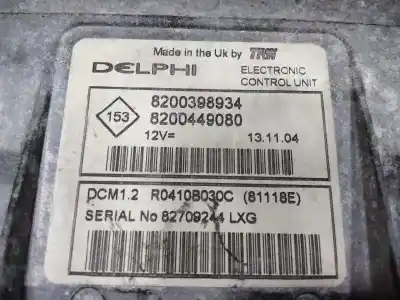 Made in the Uk by TRW
DELPHI ELECTRONIC
CONTROL UNIT
153
8200398934
8200449080
12V= 13.11.04
DCM1.2 R0410B030C (81118E)
SERIAL No 82709244 LXG